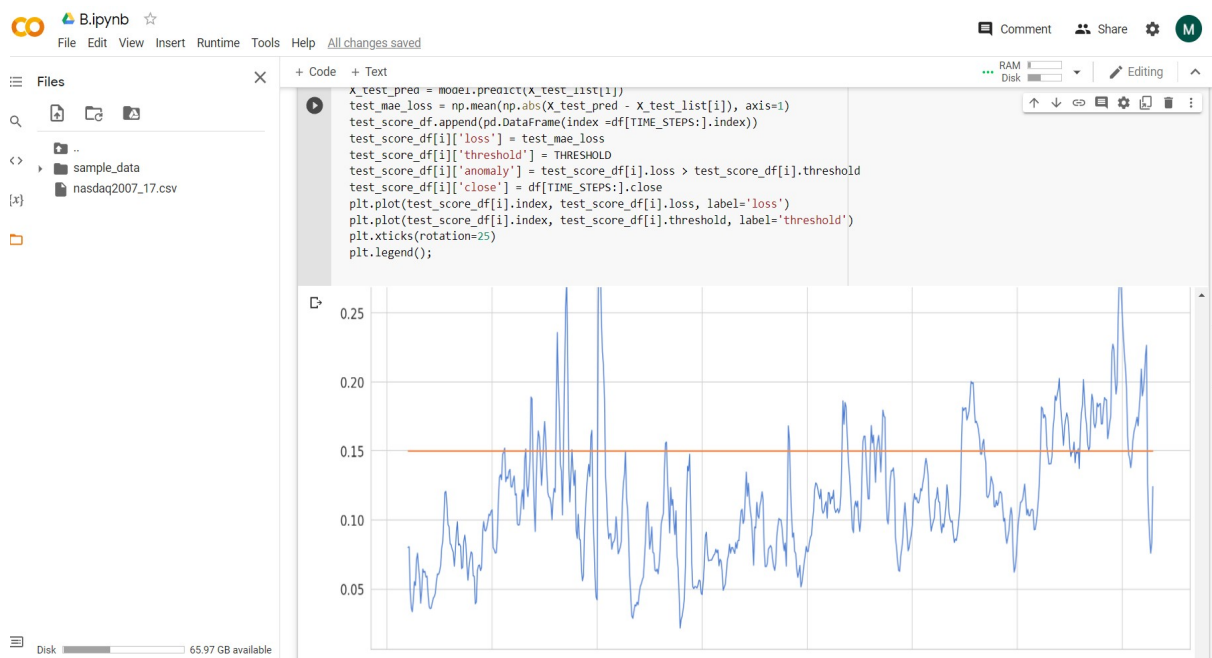 CO
B.ipynb
File Edit View Insert Runtime Tools Help All changes saved
Comment Share M
Files
+ Code + Text
RAM
Disk
Editing
..
sample_data
nasdaq2007_17.csv
<>
{x}
X_test_pred = model.predict(X_test_list[i])
test_mae_loss = np.mean(np.abs(X_test_pred - X_test_list[i]), axis=1)
test_score_df.append(pd.DataFrame(index =df[TIME_STEPS:].index))
test_score_df[i]['loss'] = test_mae_loss
test_score_df[i]['threshold'] = THRESHOLD
test_score_df[i]['anomaly'] = test_score_df[i].loss > test_score_df[i].threshold
test_score_df[i]['close'] = df[TIME_STEPS:].close
plt.plot(test_score_df[i].index, test_score_df[i].loss, label='loss')
plt.plot(test_score_df[i].index, test_score_df[i].threshold, label='threshold')
plt.xticks(rotation=25)
plt.legend();
0.25
0.20
0.15
0.10
0.05
Disk 65.97 GB available